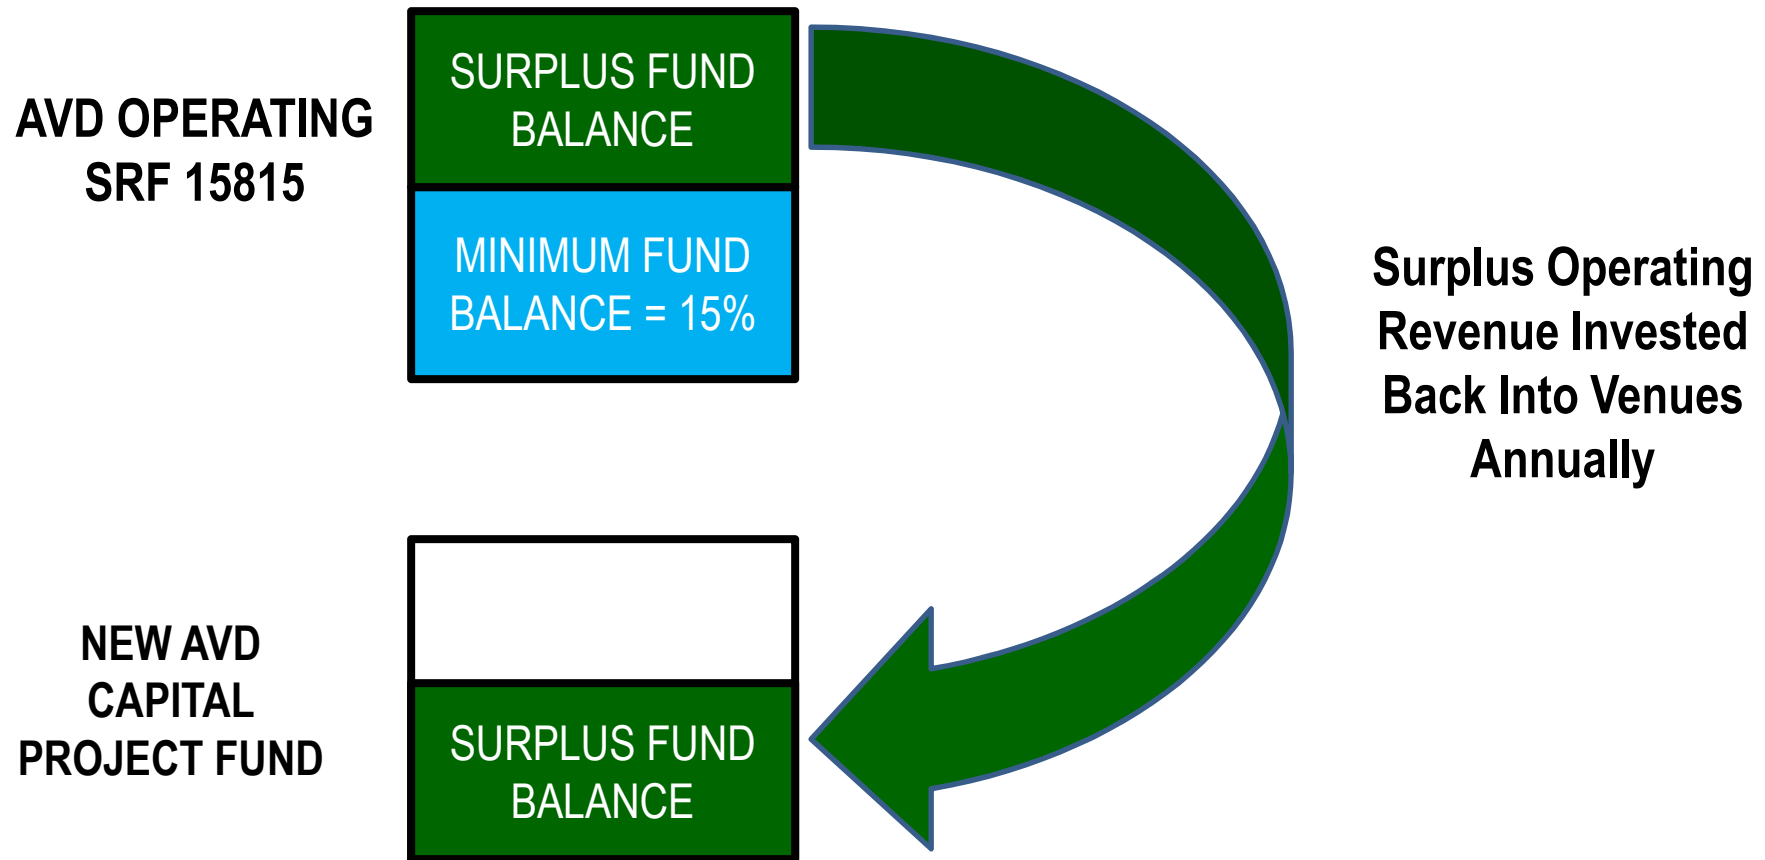 AVD OPERATING
SRF 15815
SURPLUS FUND
BALANCE
MINIMUM FUND
BALANCE = 15%
Surplus Operating
Revenue Invested
Back Into Venues
Annually
NEW AVD
CAPITAL
PROJECT FUND
SURPLUS FUND
BALANCE